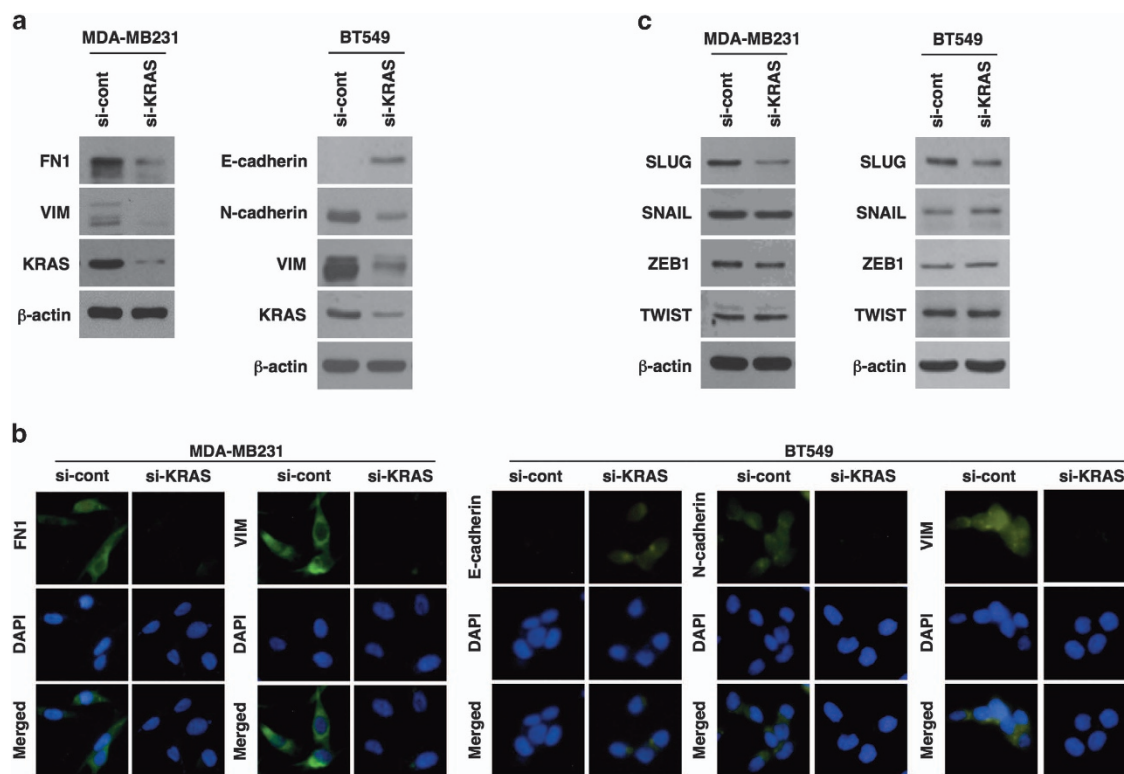 a
MDA-MB231
si-cont si-KRAS
FN1
VIM
KRAS
β-actin
BT549
si-cont si-KRAS
E-cadherin
N-cadherin
VIM
KRAS
β-actin
c
MDA-MB231
si-cont si-KRAS
SLUG
SNAIL
ZEB1
TWIST
β-actin
BT549
si-cont si-KRAS
SLUG
SNAIL
ZEB1
TWIST
β-actin
b
MDA-MB231
si-cont si-KRAS
FN1
DAPI
Merged
si-cont si-KRAS
VIM
DAPI
Merged
BT549
si-cont si-KRAS
E-cadherin
DAPI
Merged
si-cont si-KRAS
N-cadherin
DAPI
Merged
si-cont si-KRAS
VIM
DAPI
Merged